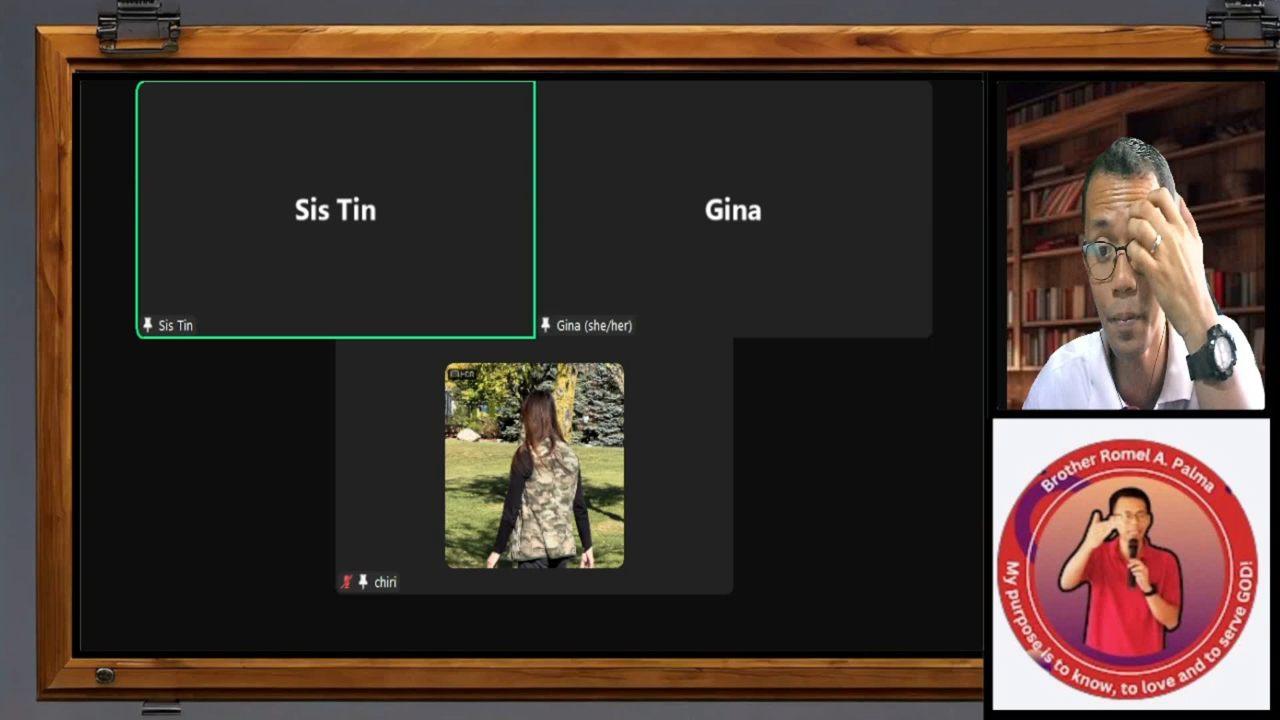 Sis Tin
Gina
Sis Tin
Gina (she/her)
chiri
Brother Romel A. Palma
My purpose is to know, to love and to serve GOD!